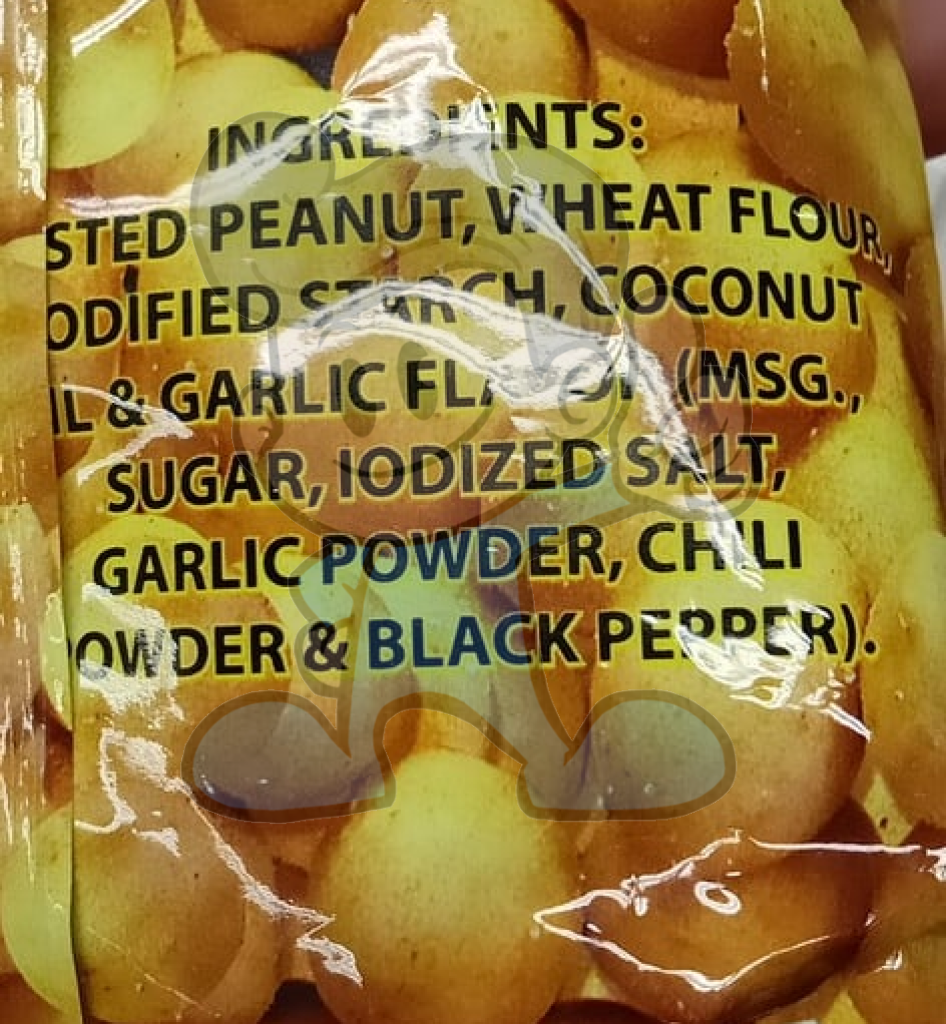 INGREDIENTS:
STED PEANUT, WHEAT FLOUR,
ODIFIED STARCH, COCONUT
IL & GARLIC FLAVOR (MSG.,
SUGAR, IODIZED SALT,
GARLIC POWDER, CHILI
OWDER & BLACK PEPPER).